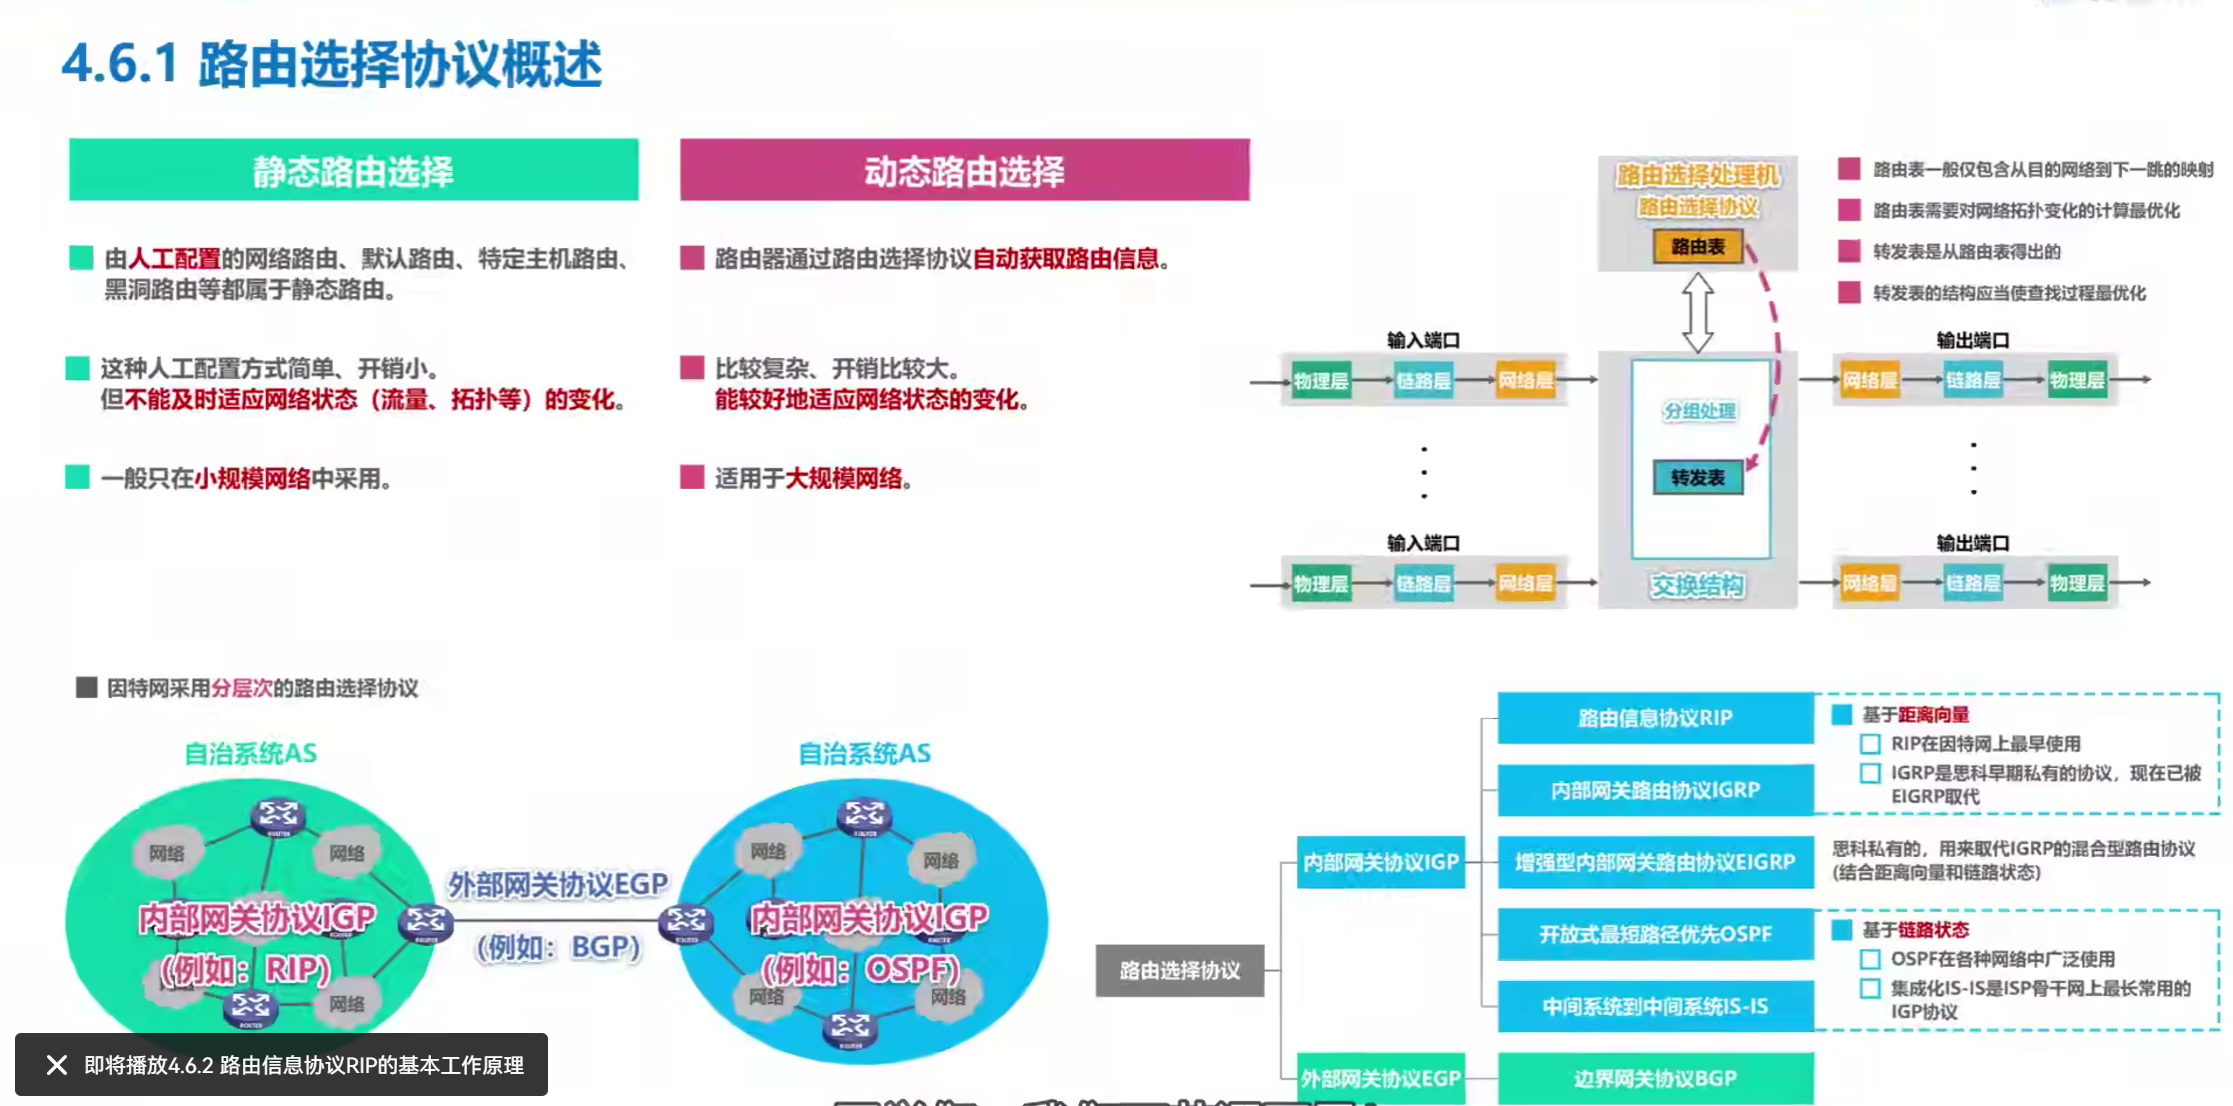 4.6.1 路由选择协议概述
静态路由选择
由人工配置的网络路由、默认路由、特定主机路由、
黑洞路由等都属于静态路由。
这种人工配置方式简单、开销小。
但不能及时适应网络状态（流量、拓扑等）的变化。
一般只在小规模网络中采用。
动态路由选择
路由器通过路由选择协议自动获取路由信息。
比较复杂、开销比较大。
能较好地适应网络状态的变化。
适用于大规模网络。
路由选择处理机
路由选择协议
路由表
路由表一般仅包含从目的网络到下一跳的映射
路由表需要对网络拓扑变化的计算最优化
转发表是从路由表得出的
转发表的结构应当使查找过程最优化
输入端口
物理层
链路层
网络层
分组处理
转发表
交换结构
输出端口
网络层
链路层
物理层
输入端口
物理层
链路层
网络层
输出端口
网络层
链路层
物理层
因特网采用分层次的路由选择协议
自治系统AS
ROUTER
网络
网络
内部网关协议IGP
(例如：RIP)
ROUTER
网络
网络
ROUTER
外部网关协议EGP
(例如：BGP)
自治系统AS
ROUTER
网络
网络
ROUTER
内部网关协议IGP
(例如：OSPF)
网络
网络
ROUTER
路由选择协议
内部网关协议IGP
路由信息协议RIP
内部网关路由协议IGRP
增强型内部网关路由协议EIGRP
开放式最短路径优先OSPF
中间系统到中间系统IS-IS
基于距离向量
RIP在因特网上最早使用
IGRP是思科早期私有的协议，现在已被
EIGRP取代
思科私有的，用来取代IGRP的混合型路由协议
(结合距离向量和链路状态)
基于链路状态
OSPF在各种网络中广泛使用
集成化IS-IS是ISP骨干网上最长常用的
IGP协议
外部网关协议EGP
边界网关协议BGP
即将播放4.6.2 路由信息协议RIP的基本工作原理